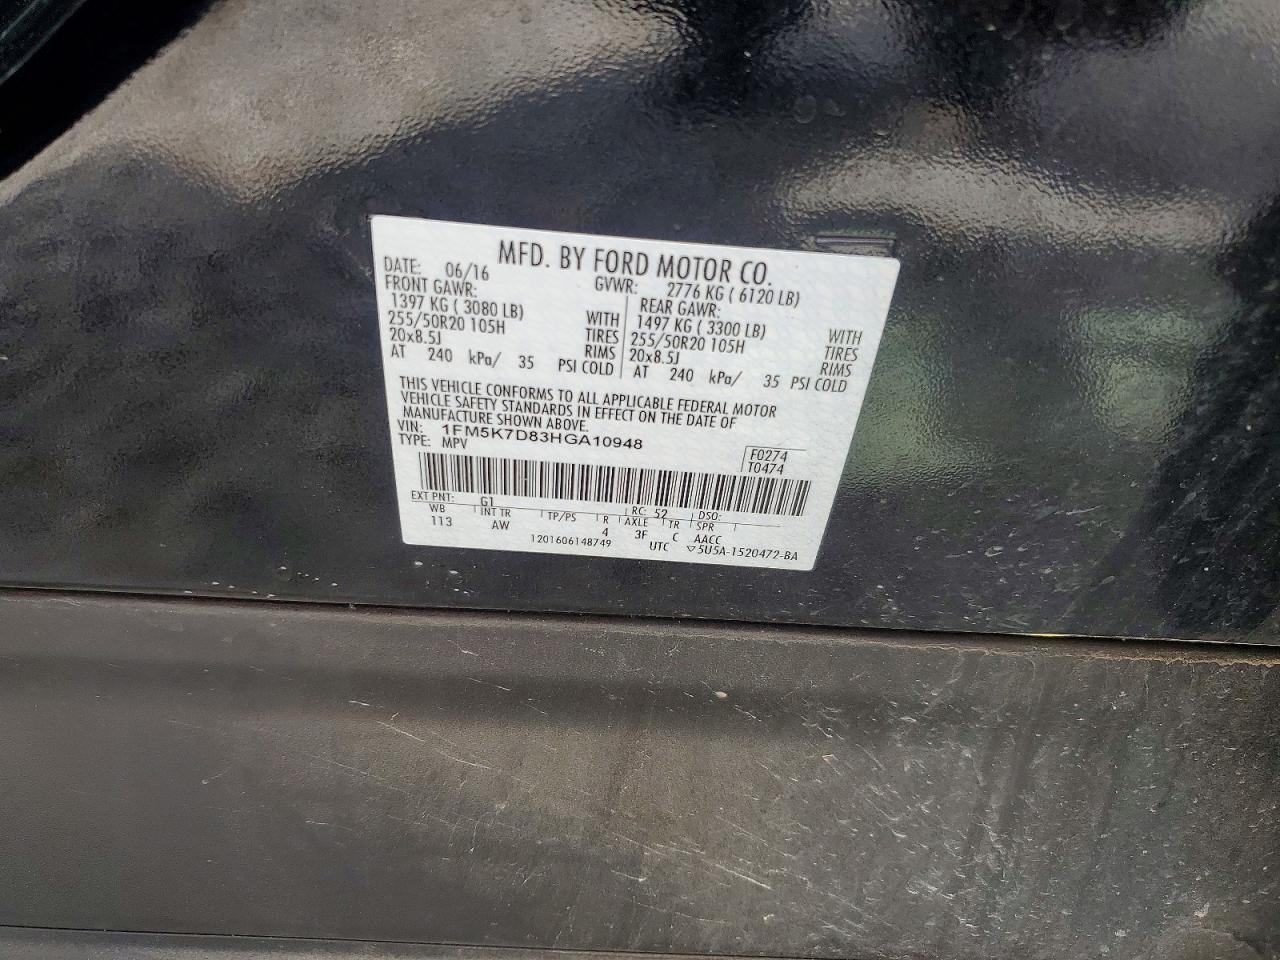 MFD. BY FORD MOTOR CO.
DATE: 06/16 GVWR: 2776 KG ( 6120 LB)
FRONT GAWR: REAR GAWR:
1397 KG ( 3080 LB) WITH 1497 KG ( 3300 LB) WITH
255/50R20 105H TIRES 255/50R20 105H TIRES
20x8.5J RIMS 20x8.5J RIMS
AT 240 kPa/ 35 PSI COLD AT 240 kPa/ 35 PSI COLD
THIS VEHICLE CONFORMS TO ALL APPLICABLE FEDERAL MOTOR
VEHICLE SAFETY STANDARDS IN EFFECT ON THE DATE OF
MANUFACTURE SHOWN ABOVE.
VIN: 1FM5K7D83HGA10948
TYPE: MPV
F0274
T0474
EXT PNT: G1 RC: 52 DSO:
WB INT TR TP/PS R AXLE TR SPR
113 AW 4 3F C AACC
1201606148749 UTC ▽5U5A-1520472-BA